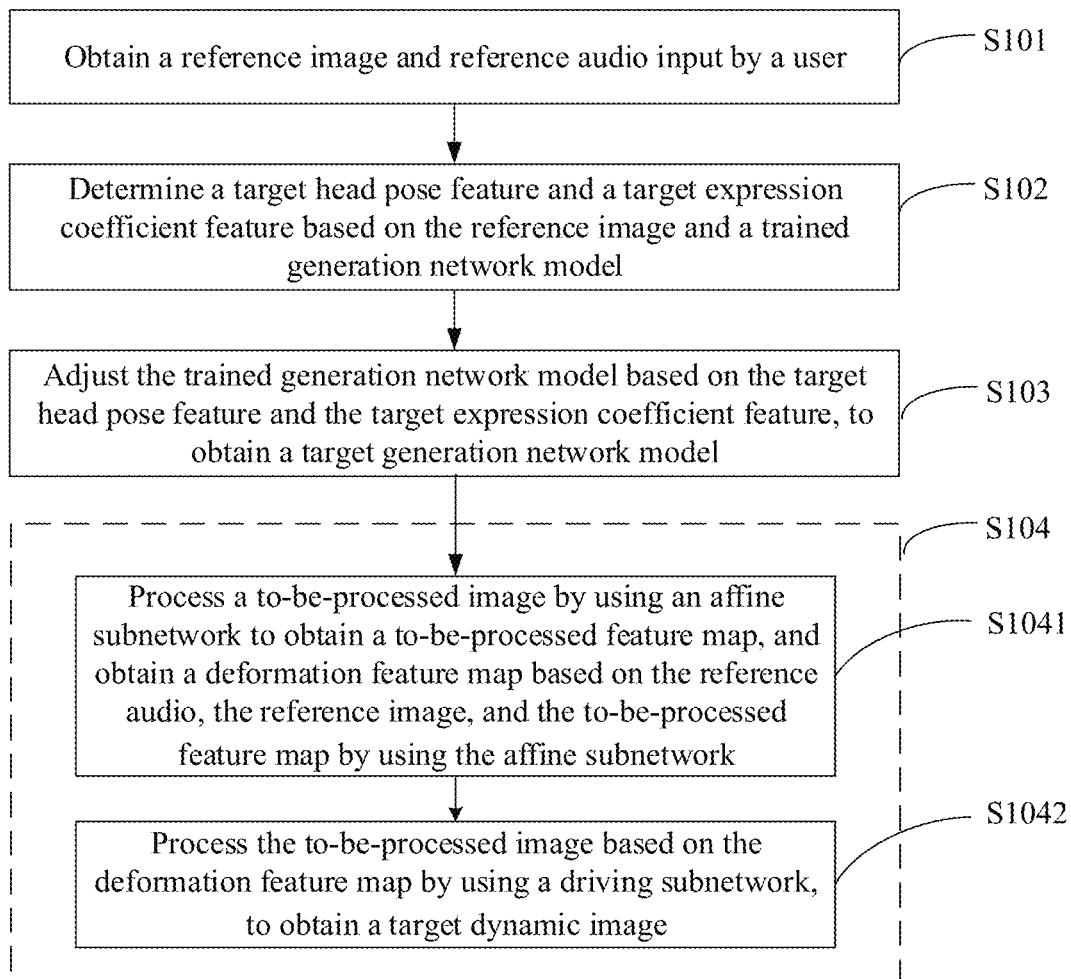 Obtain a reference image and reference audio input by a user
S101
Determine a target head pose feature and a target expression
coefficient feature based on the reference image and a trained
generation network model
S102
Adjust the trained generation network model based on the target
head pose feature and the target expression coefficient feature, to
obtain a target generation network model
S103
S104
Process a to-be-processed image by using an affine
subnetwork to obtain a to-be-processed feature map, and
obtain a deformation feature map based on the reference
audio, the reference image, and the to-be-processed
feature map by using the affine subnetwork
S1041
Process the to-be-processed image based on the
deformation feature map by using a driving subnetwork,
to obtain a target dynamic image
S1042